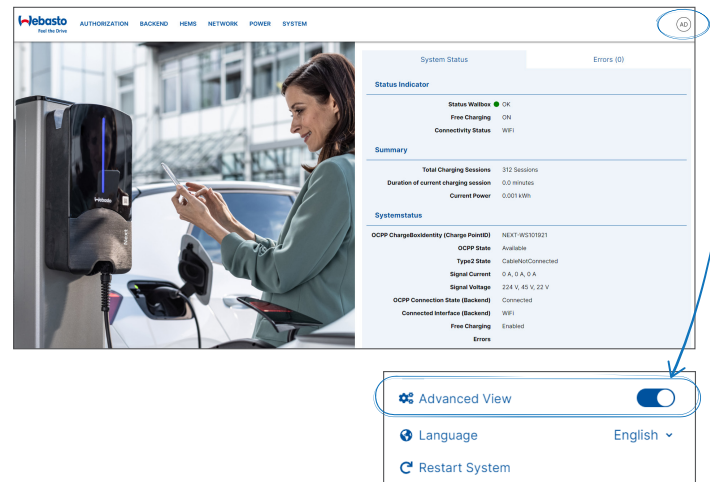 Webasto
Feel the Drive
AUTHORIZATION BACKEND HEMS NETWORK POWER SYSTEM
AD
System Status Errors (0)
Status Indicator
Status Wallbox OK
Free Charging ON
Connectivity Status WIFI
Summary
Total Charging Sessions 312 Sessions
Duration of current charging session 0.0 minutes
Current Power 0.001 kWh
Systemstatus
OCPP ChargeBoxIdentity (Charge PointID) NEXT-WS101921
OCPP State Available
Type2 State CableNotConnected
Signal Current 0 A, 0 A, 0 A
Signal Voltage 224 V, 45 V, 22 V
OCPP Connection State (Backend) Connected
Connected Interface (Backend) WIFI
Free Charging Enabled
Errors
Webasto
Advanced View
Language English
Restart System